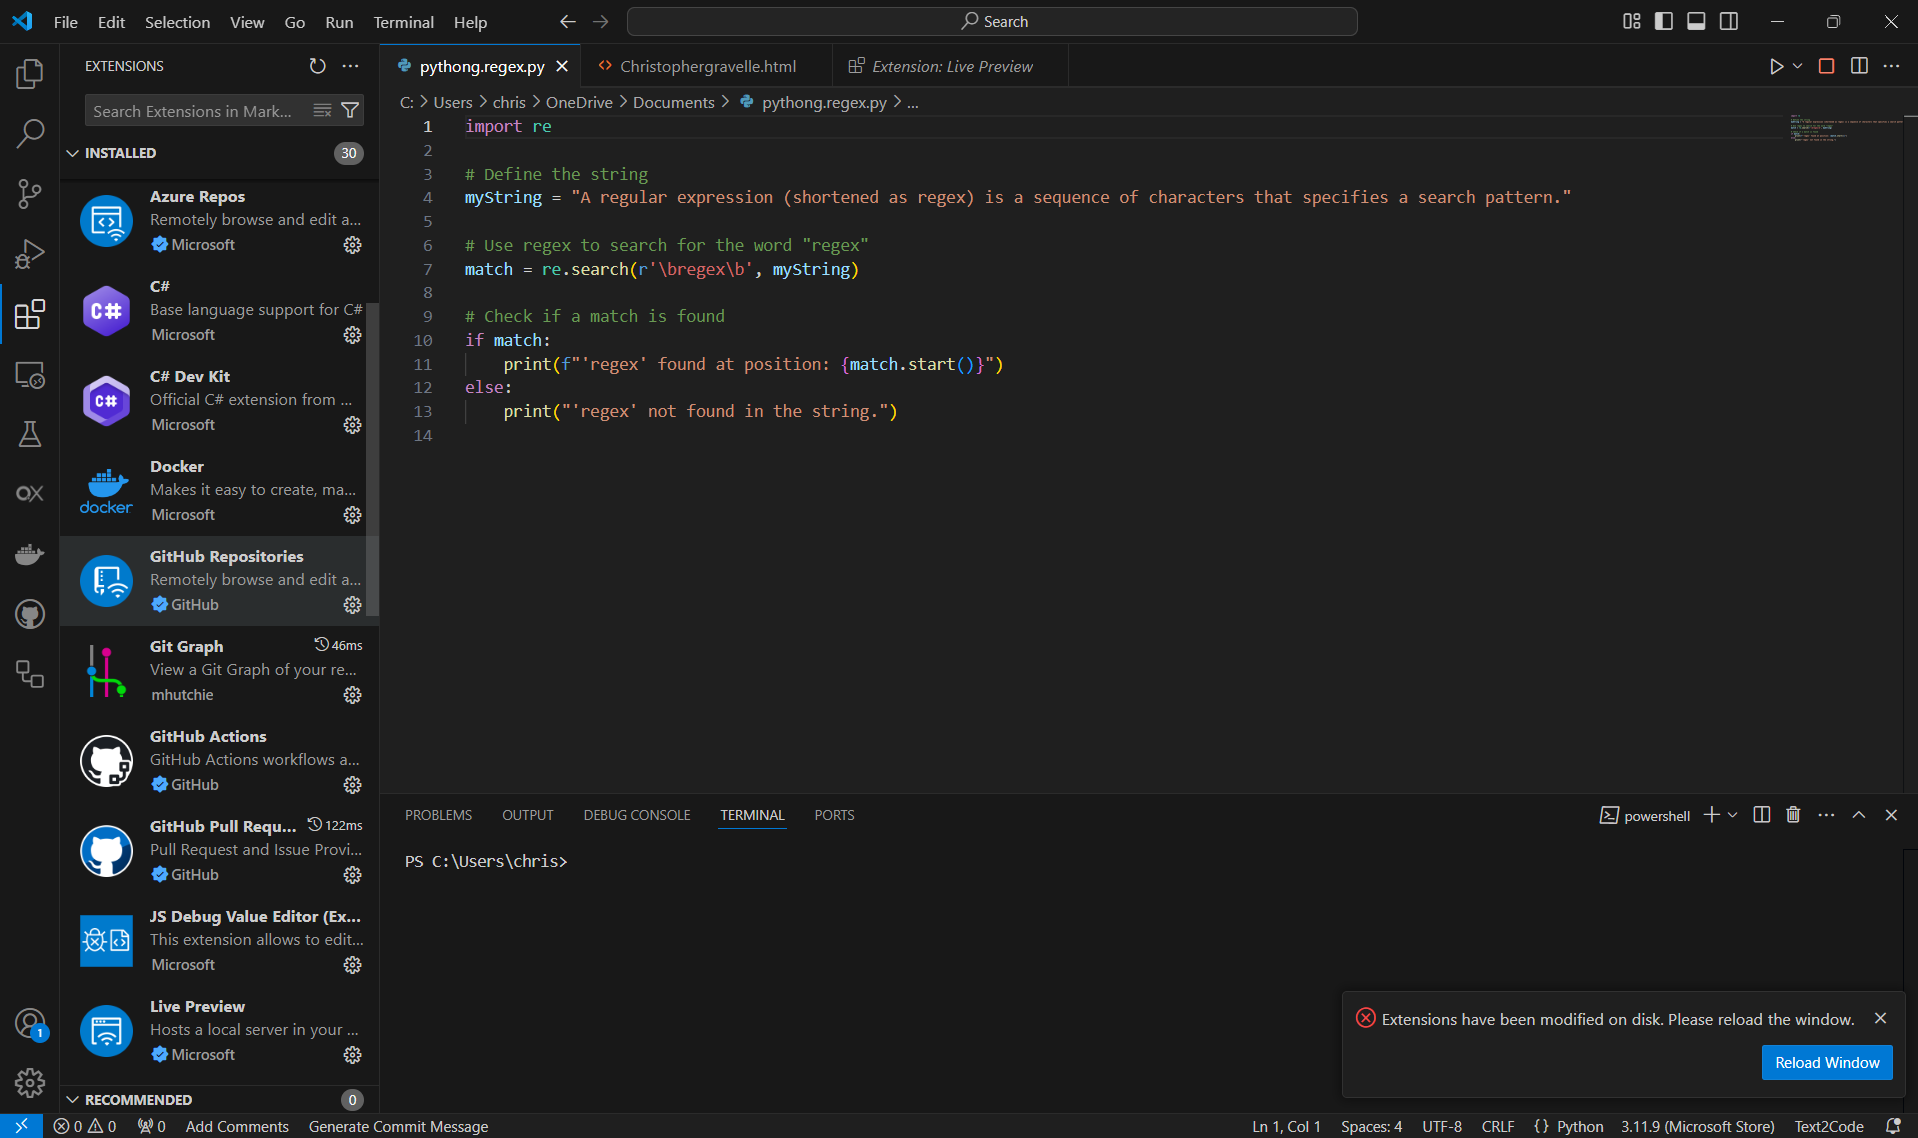 File Edit Selection View Go Run Terminal Help
Search
EXTENSIONS
Search Extensions in Mark...
INSTALLED 30
Azure Repos
Remotely browse and edit a...
Microsoft
C#
C#
Base language support for C#
Microsoft
C#
C# Dev Kit
Official C# extension from ...
Microsoft
docker
Docker
Makes it easy to create, ma...
Microsoft
GitHub Repositories
Remotely browse and edit a...
GitHub
Git Graph 46ms
View a Git Graph of your re...
mhutchie
GitHub Actions
GitHub Actions workflows a...
GitHub
GitHub Pull Requ... 122ms
Pull Request and Issue Provi...
GitHub
JS Debug Value Editor (Ex...
This extension allows to edit...
Microsoft
Live Preview
Hosts a local server in your ...
Microsoft
RECOMMENDED 0
1
pythong.regex.py Christophergravelle.html Extension: Live Preview
C: > Users > chris > OneDrive > Documents > pythong.regex.py > ...
1 import re
2
3 # Define the string
4 myString = "A regular expression (shortened as regex) is a sequence of characters that specifies a search pattern."
5
6 # Use regex to search for the word "regex"
7 match = re.search(r'\bregex\b', myString)
8
9 # Check if a match is found
10 if match:
11     print(f"'regex' found at position: {match.start()}")
12 else:
13     print("'regex' not found in the string.")
14
PROBLEMS OUTPUT DEBUG CONSOLE TERMINAL PORTS powershell
PS C:\Users\chris>
Extensions have been modified on disk. Please reload the window.
Reload Window
0 0 0 Add Comments Generate Commit Message Ln 1, Col 1 Spaces: 4 UTF-8 CRLF {} Python 3.11.9 (Microsoft Store) Text2Code